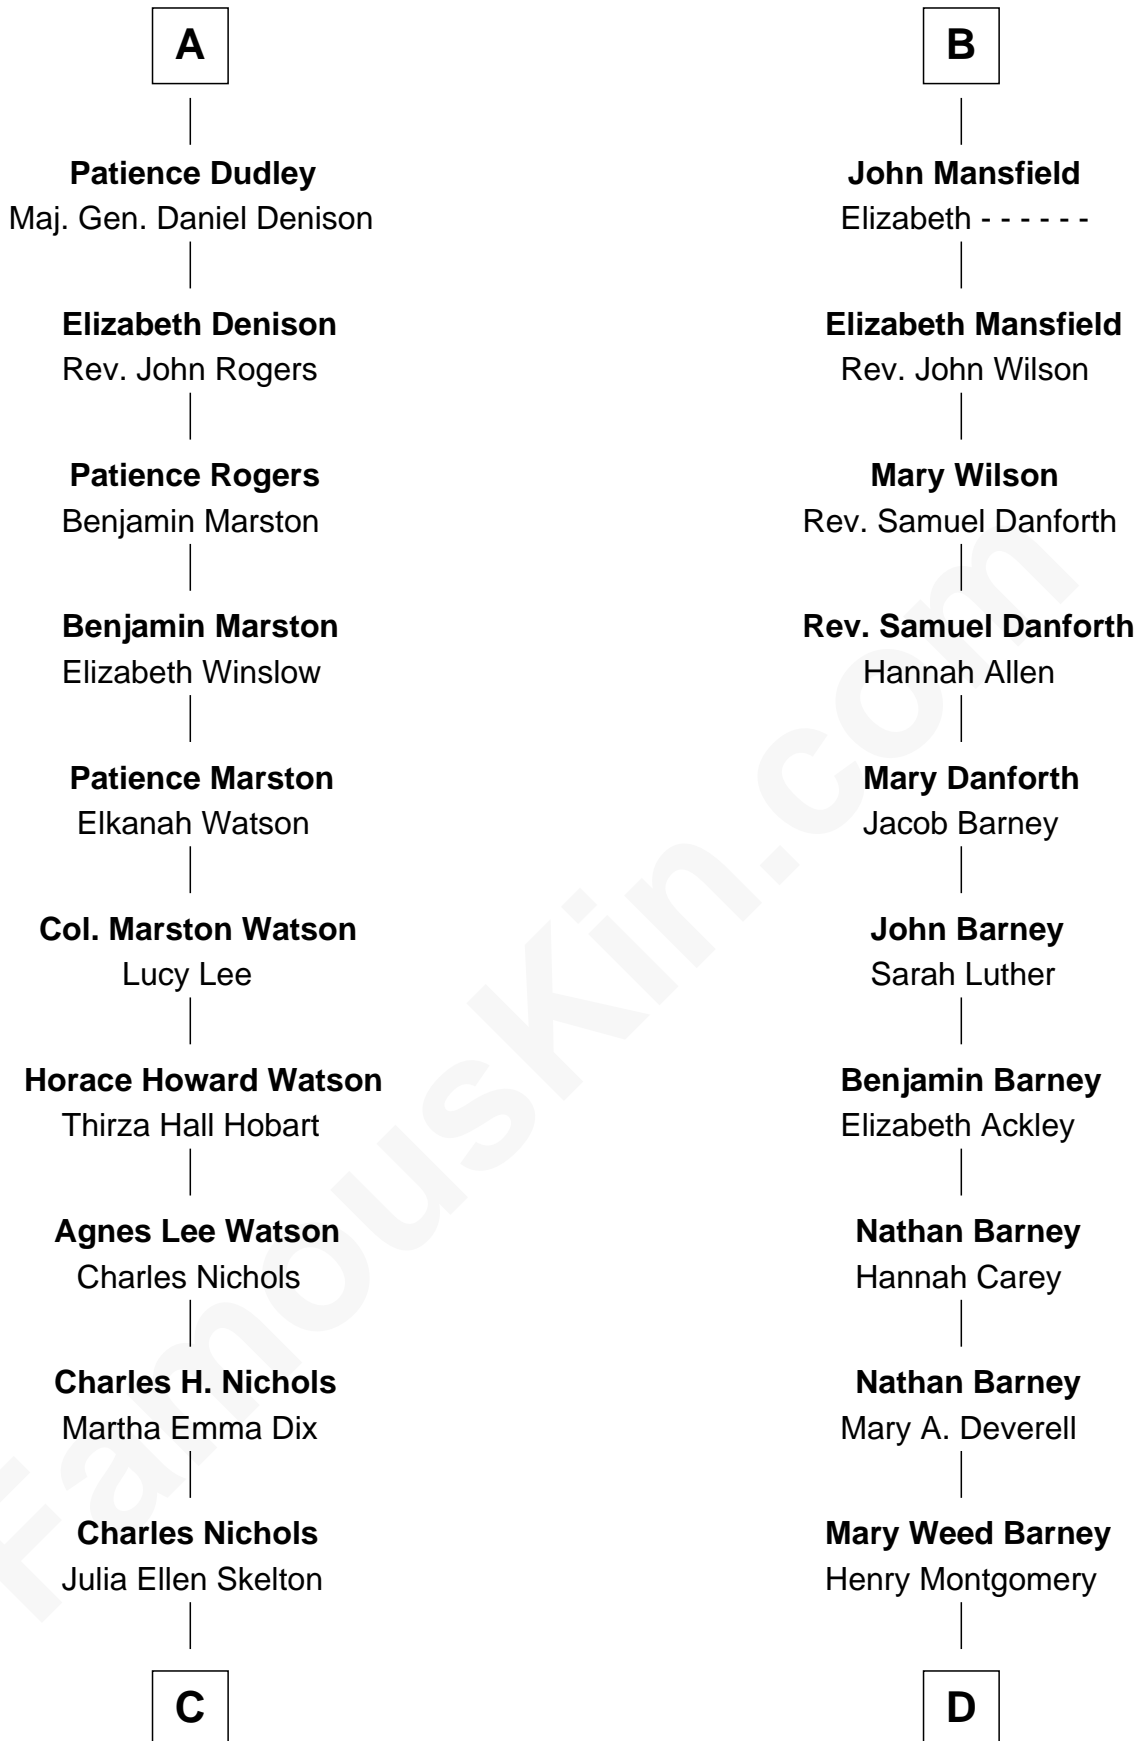 A
Patience Dudley
Maj. Gen. Daniel Denison
Elizabeth Denison
Rev. John Rogers
Patience Rogers
Benjamin Marston
Benjamin Marston
Elizabeth Winslow
Patience Marston
Elkanah Watson
Col. Marston Watson
Lucy Lee
Horace Howard Watson
Thirza Hall Hobart
Agnes Lee Watson
Charles Nichols
Charles H. Nichols
Martha Emma Dix
Charles Nichols
Julia Ellen Skelton
C
B
John Mansfield
Elizabeth - - - - - -
Elizabeth Mansfield
Rev. John Wilson
Mary Wilson
Rev. Samuel Danforth
Rev. Samuel Danforth
Hannah Allen
Mary Danforth
Jacob Barney
John Barney
Sarah Luther
Benjamin Barney
Elizabeth Ackley
Nathan Barney
Hannah Carey
Nathan Barney
Mary A. Deverell
Mary Weed Barney
Henry Montgomery
D
FamousKin.com